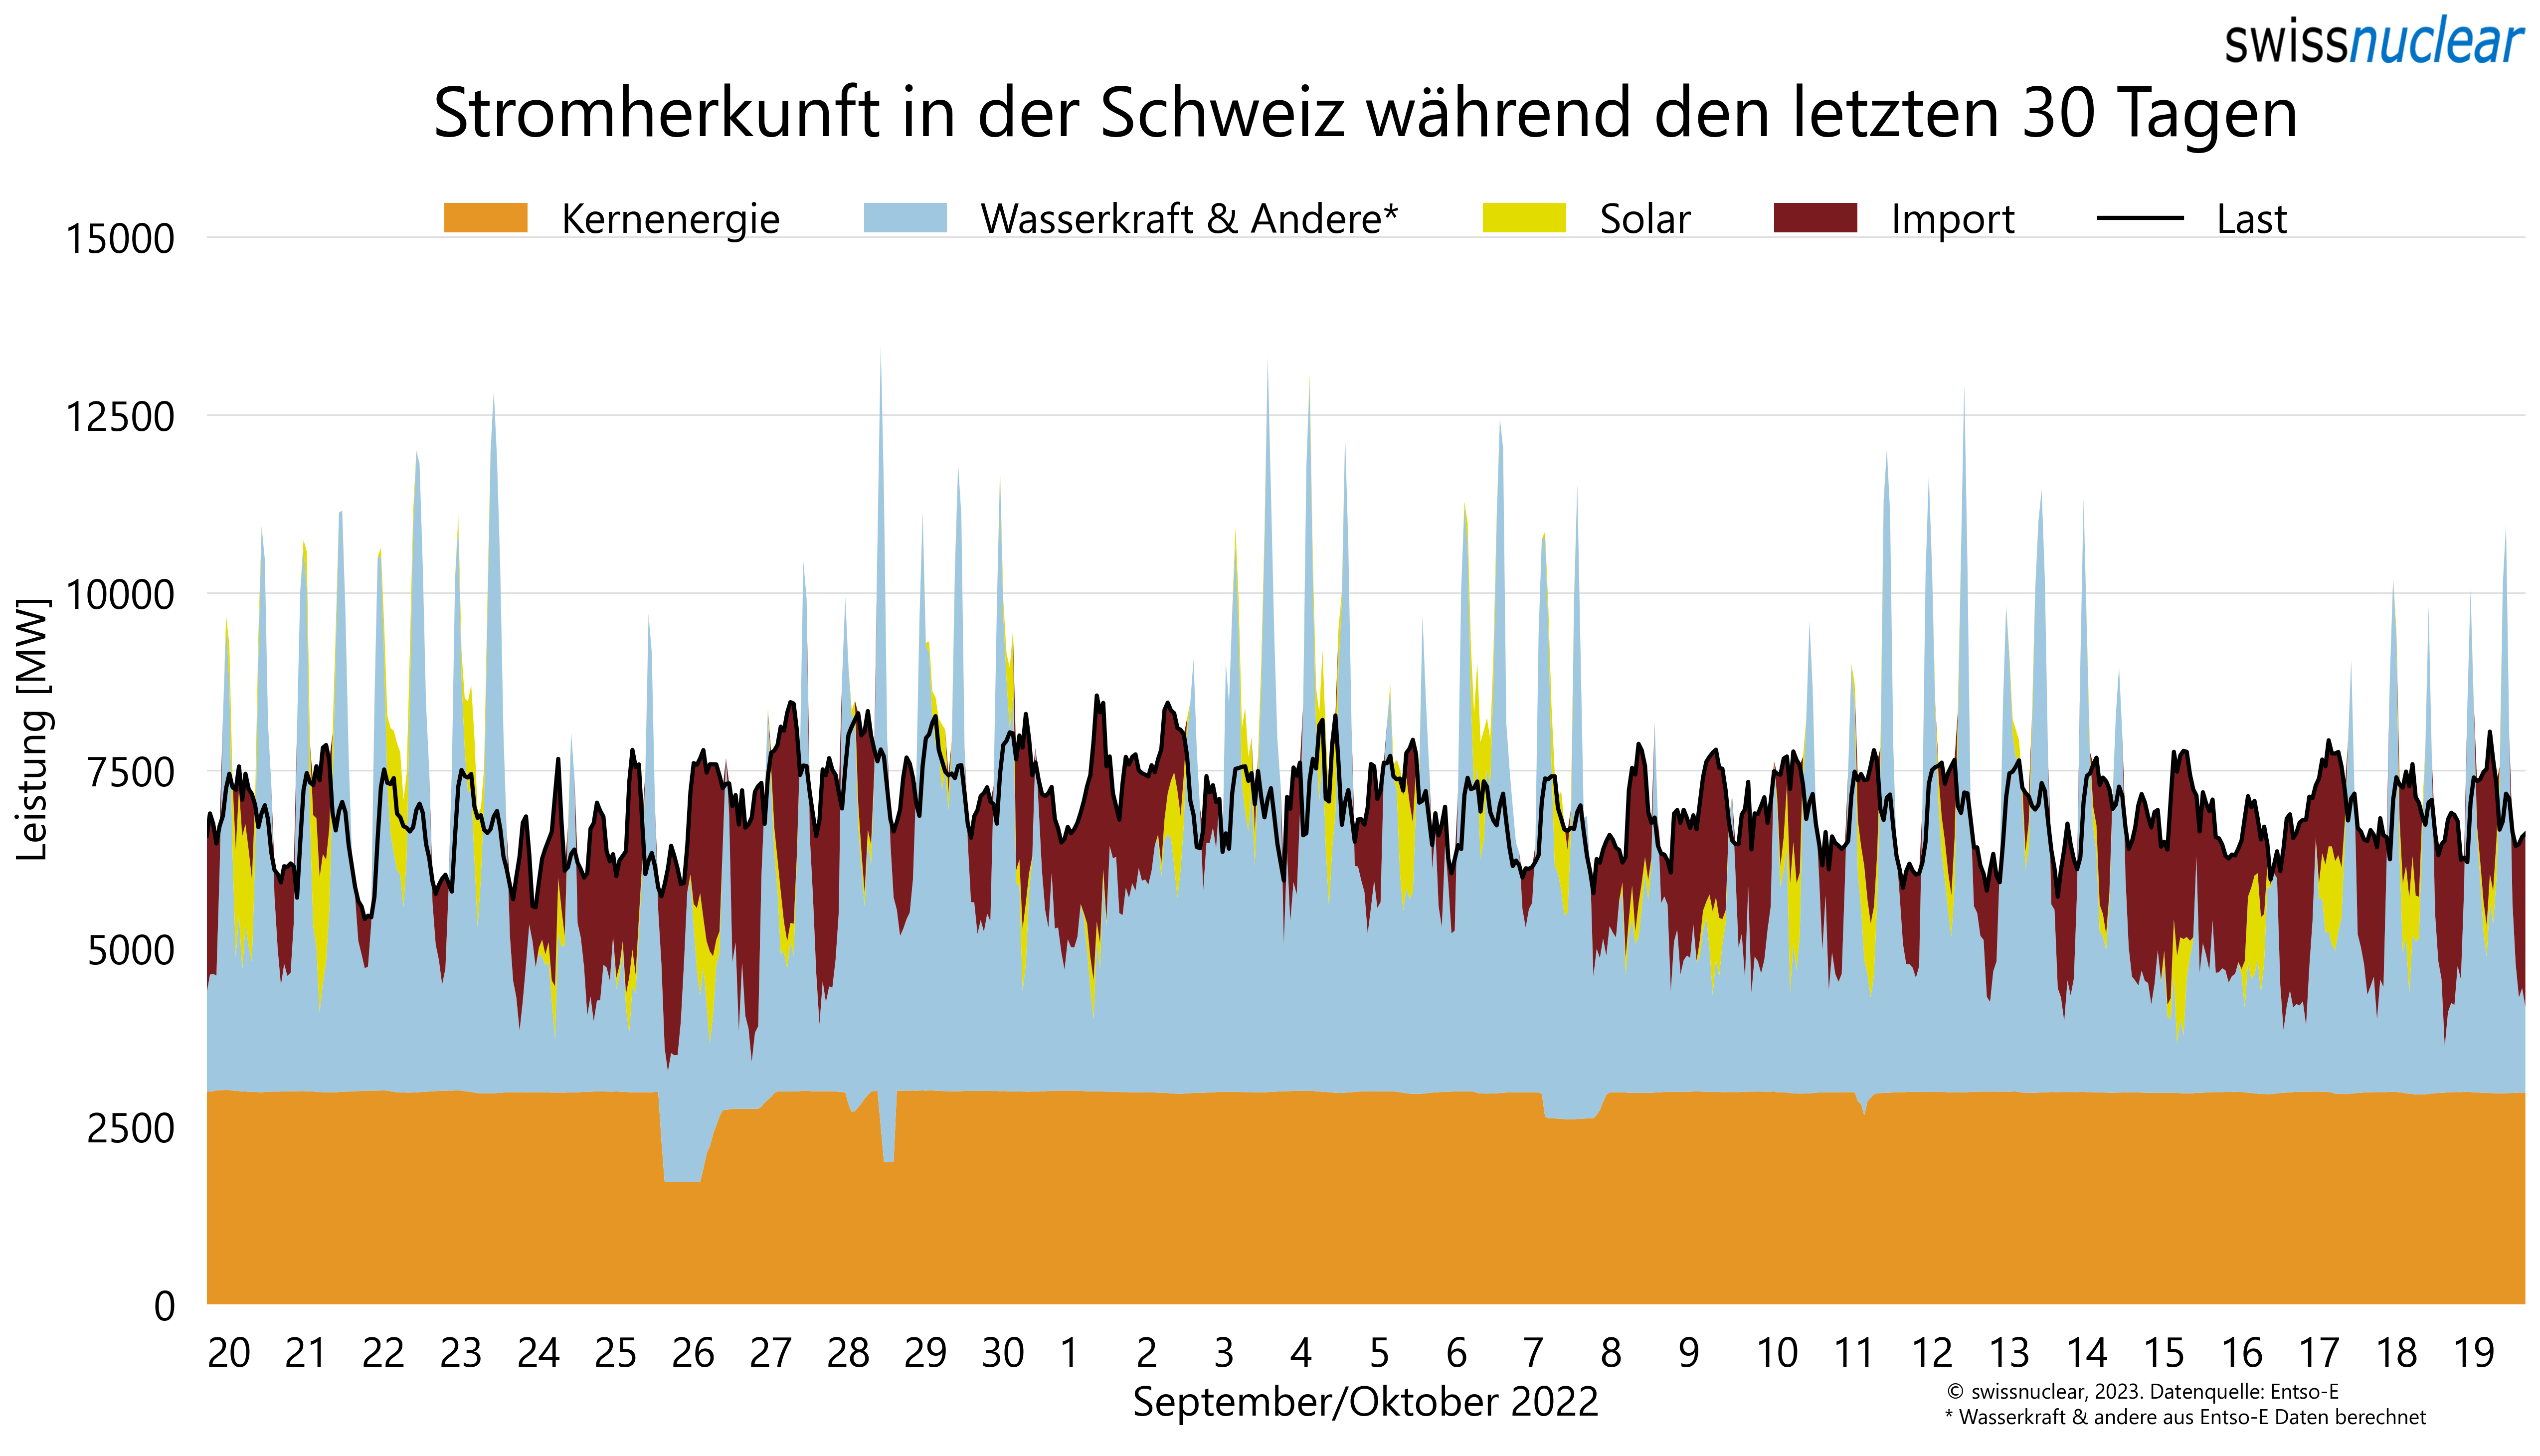 swissnuclear
Stromherkunft in der Schweiz während den letzten 30 Tagen
Kernenergie Wasserkraft & Andere* Solar Import Last
15000
12500
10000
7500
5000
2500
0
Leistung [MW]
20 21 22 23 24 25 26 27 28 29 30 1 2 3 4 5 6 7 8 9 10 11 12 13 14 15 16 17 18 19
September/Oktober 2022
© swissnuclear, 2023. Datenquelle: Entso-E
* Wasserkraft & andere aus Entso-E Daten berechnet